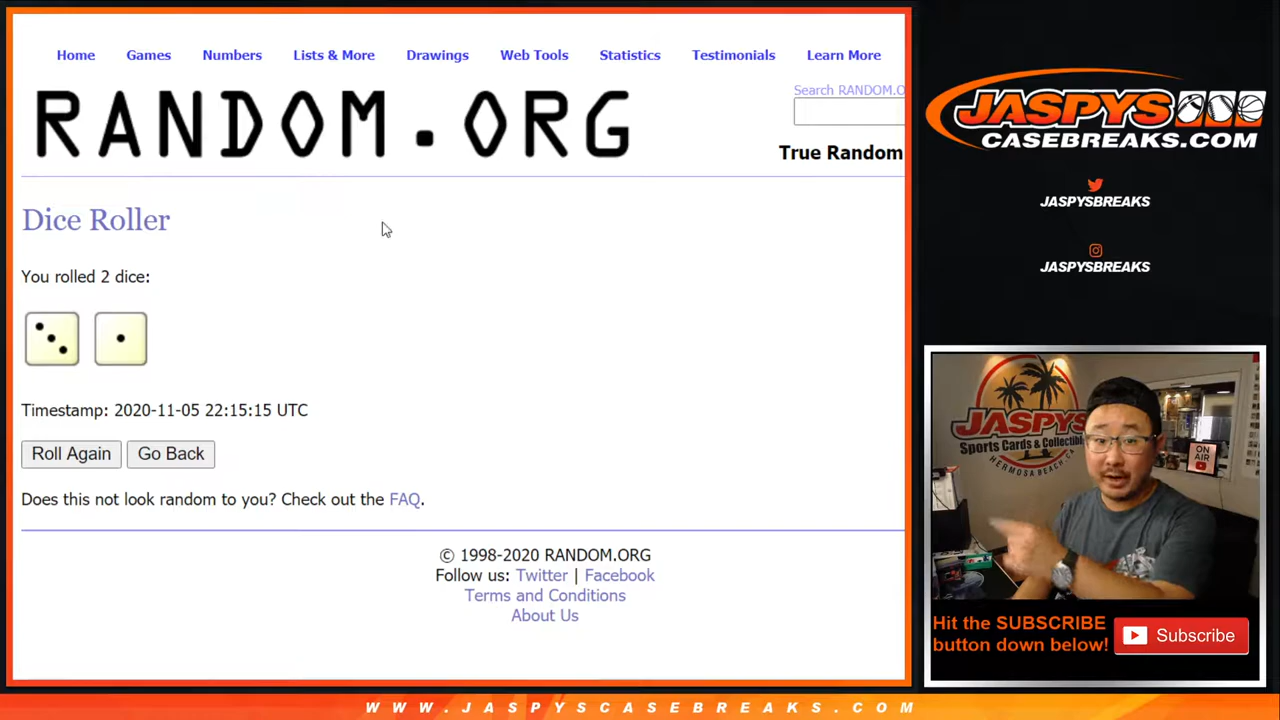 Home Games Numbers Lists & More Drawings Web Tools Statistics Testimonials Learn More
RANDOM.ORG
Search RANDOM.O
True Random
Dice Roller
You rolled 2 dice:
Timestamp: 2020-11-05 22:15:15 UTC
Roll Again Go Back
Does this not look random to you? Check out the FAQ.
© 1998-2020 RANDOM.ORG
Follow us: Twitter | Facebook
Terms and Conditions
About Us
JASPYS
CASEBREAKS.COM
JASPYSBREAKS
JASPYSBREAKS
JASPYS
Sports Cards & Collectibl
HERMOSA BEACH, CA
ON
AIR
Hit the SUBSCRIBE
button down below!
Subscribe
WWW.JASPYSCASEBREAKS.COM